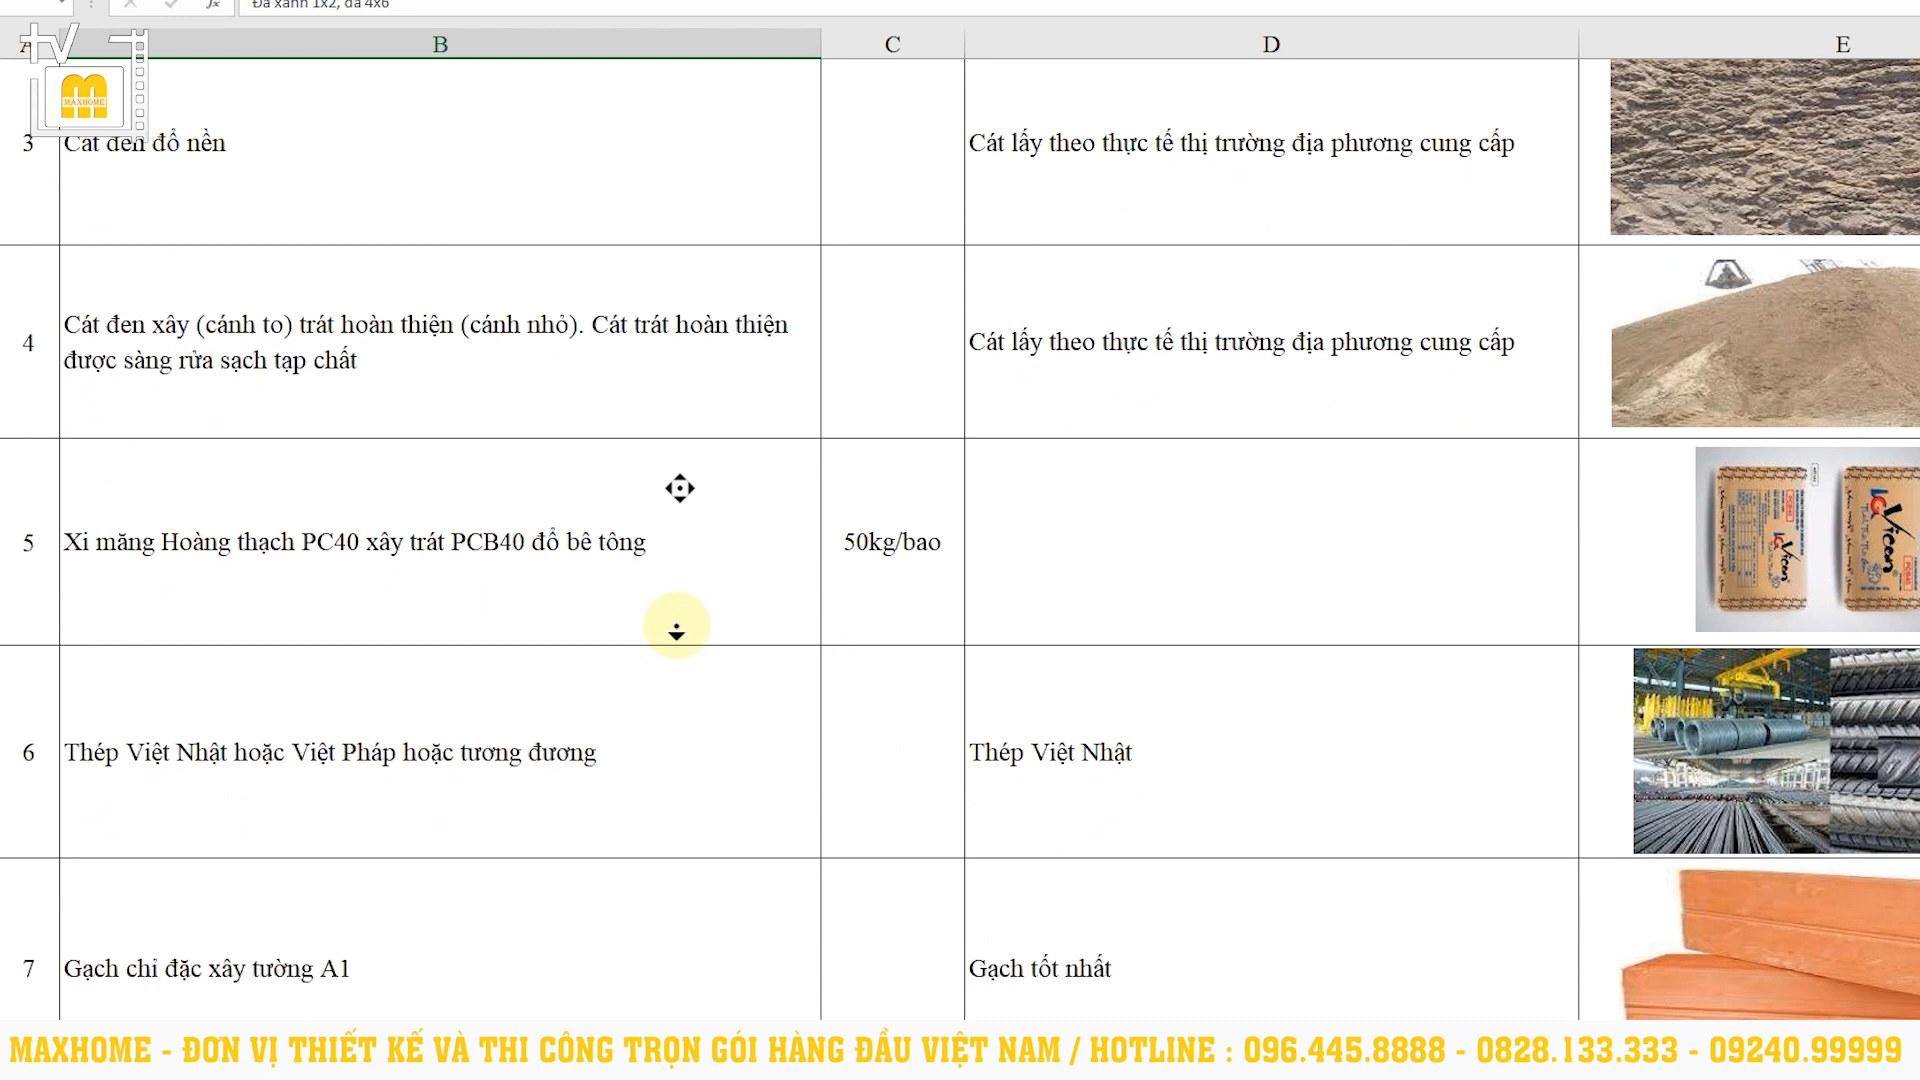 Đá xanh 1x2, đá 4x6
A B C D E
tv
MAXHOME
3 Cát đen đổ nền Cát lấy theo thực tế thị trường địa phương cung cấp
4 Cát đen xây (cánh to) trát hoàn thiện (cánh nhỏ). Cát trát hoàn thiện
được sàng rửa sạch tạp chất
Cát lấy theo thực tế thị trường địa phương cung cấp
5 Xi măng Hoàng thạch PC40 xây trát PCB40 đổ bê tông 50kg/bao
Vicem
Vicem
6 Thép Việt Nhật hoặc Việt Pháp hoặc tương đương Thép Việt Nhật
7 Gạch chỉ đặc xây tường A1 Gạch tốt nhất
MAXHOME - ĐƠN VỊ THIẾT KẾ VÀ THI CÔNG TRỌN GÓI HÀNG ĐẦU VIỆT NAM / HOTLINE : 096.445.8888 - 0828.133.333 - 09240.99999